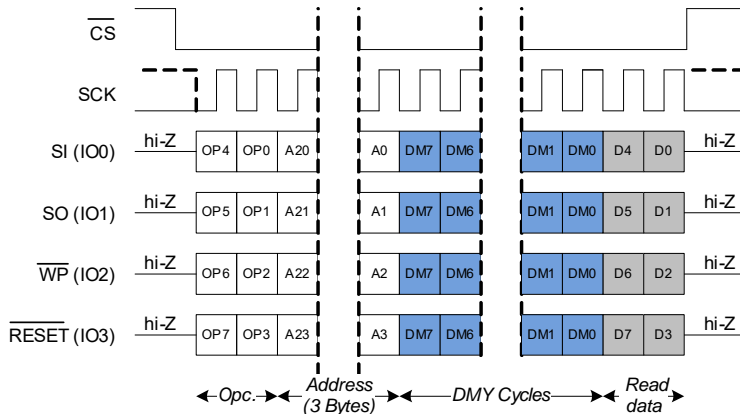 CS
SCK
hi-Z hi-Z
SI (IO0) OP4 OP0 A20 A0 DM7 DM6 DM1 DM0 D4 D0
hi-Z hi-Z
SO (IO1) OP5 OP1 A21 A1 DM7 DM6 DM1 DM0 D5 D1
hi-Z hi-Z
WP (IO2) OP6 OP2 A22 A2 DM7 DM6 DM1 DM0 D6 D2
hi-Z hi-Z
RESET (IO3) OP7 OP3 A23 A3 DM7 DM6 DM1 DM0 D7 D3
Opc. Address DMY Cycles Read
(3 Bytes) data